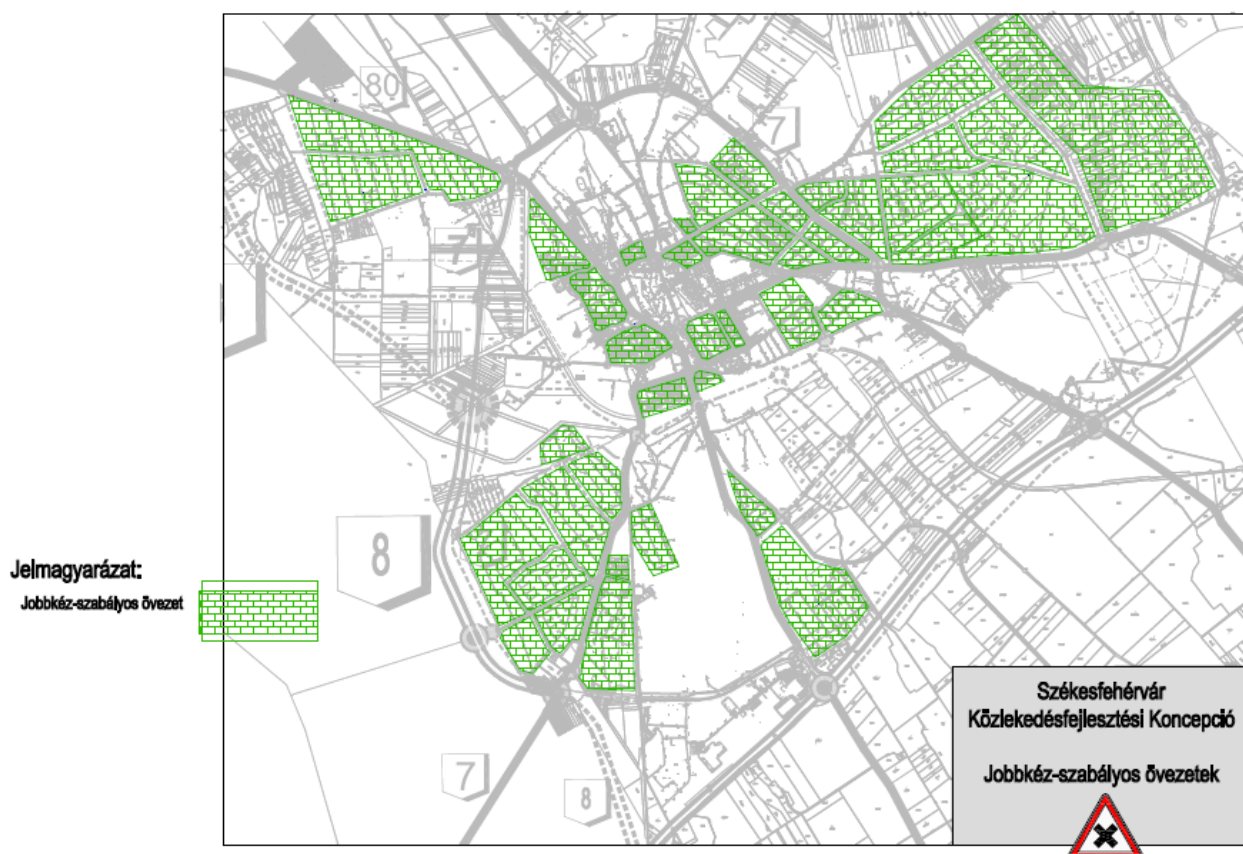 80
7
7
8
Jelmagyarázat:
Jobbkéz-szabályos övezet
Székesfehérvár
Közlekedésfejlesztési Koncepció
Jobbkéz-szabályos övezetek
7
8